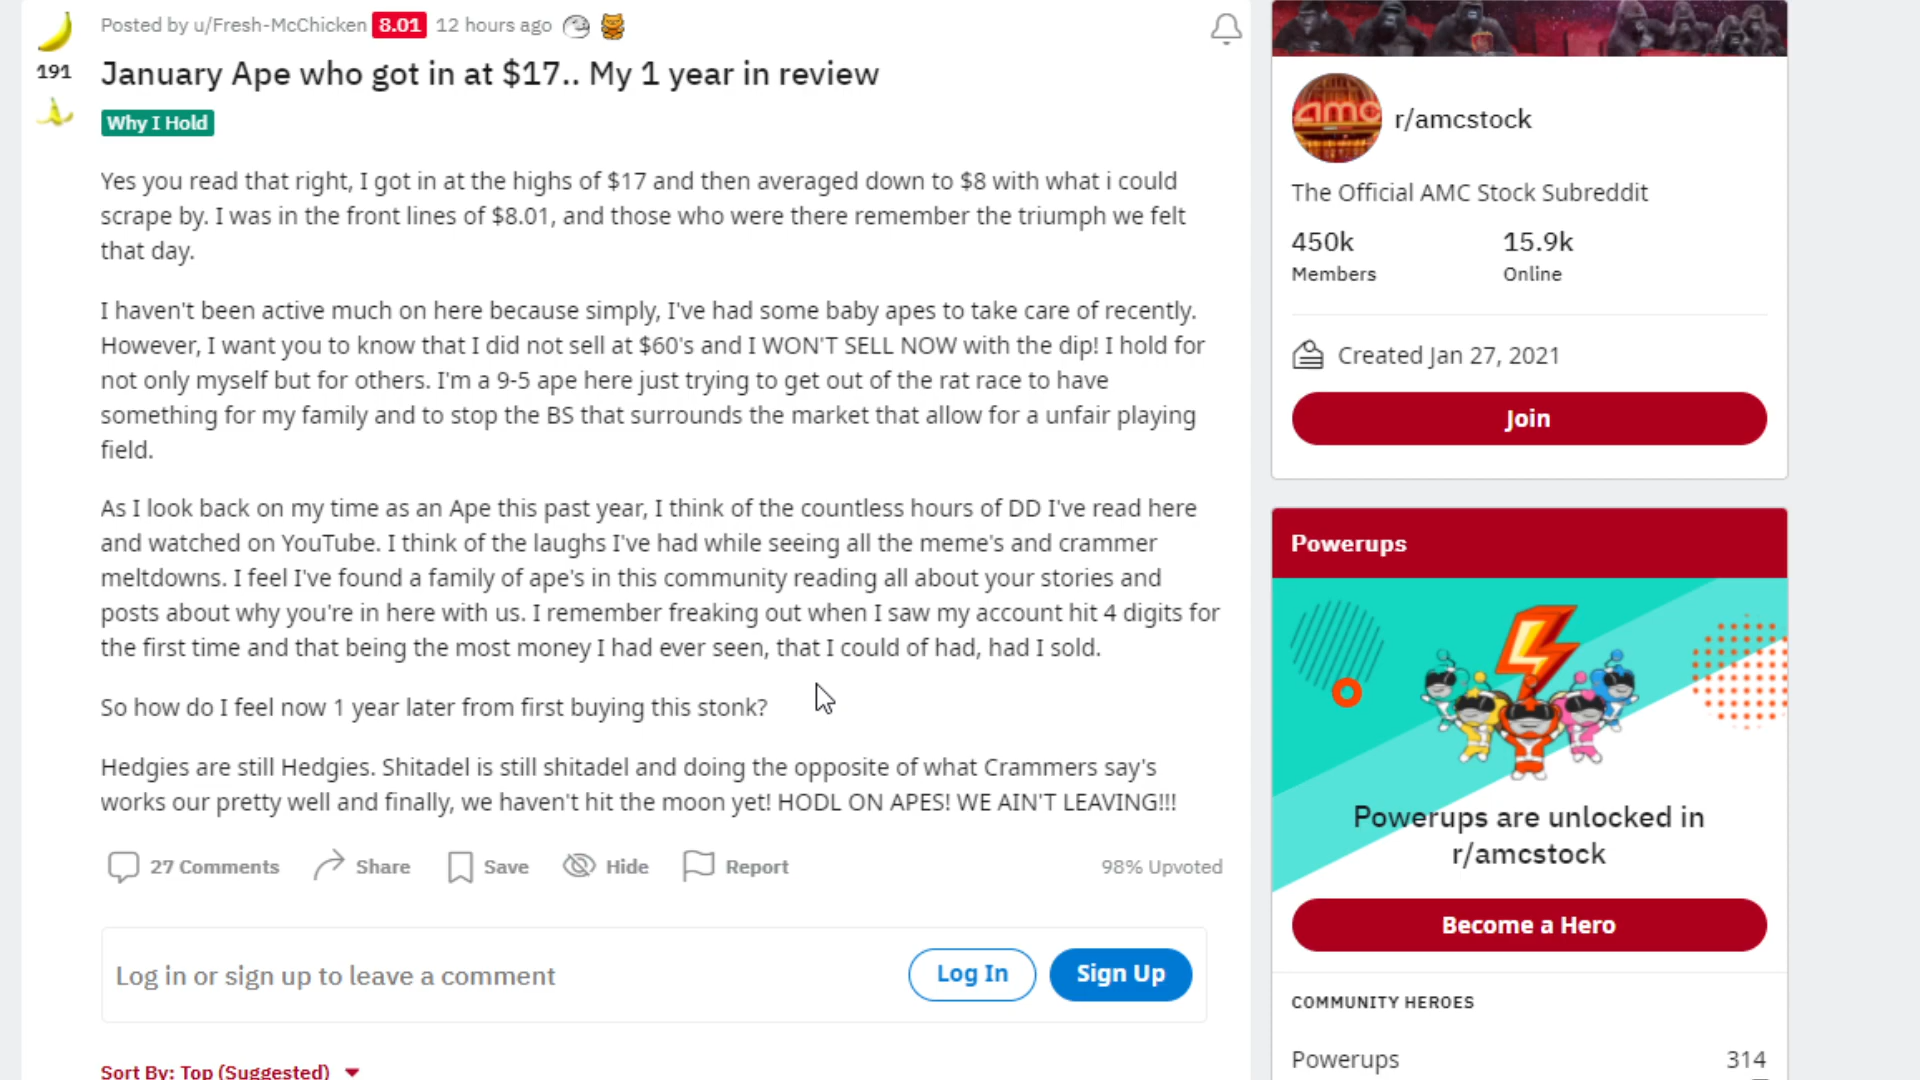 Posted by u/Fresh-McChicken 8.01 12 hours ago
191
January Ape who got in at $17.. My 1 year in review
Why I Hold
Yes you read that right, I got in at the highs of $17 and then averaged down to $8 with what i could
scrape by. I was in the front lines of $8.01, and those who were there remember the triumph we felt
that day.
I haven't been active much on here because simply, I've had some baby apes to take care of recently.
However, I want you to know that I did not sell at $60's and I WON'T SELL NOW with the dip! I hold for
not only myself but for others. I'm a 9-5 ape here just trying to get out of the rat race to have
something for my family and to stop the BS that surrounds the market that allow for a unfair playing
field.
As I look back on my time as an Ape this past year, I think of the countless hours of DD I've read here
and watched on YouTube. I think of the laughs I've had while seeing all the meme's and crammer
meltdowns. I feel I've found a family of ape's in this community reading all about your stories and
posts about why you're in here with us. I remember freaking out when I saw my account hit 4 digits for
the first time and that being the most money I had ever seen, that I could of had, had I sold.
So how do I feel now 1 year later from first buying this stonk?
Hedgies are still Hedgies. Shitadel is still shitadel and doing the opposite of what Crammers say's
works our pretty well and finally, we haven't hit the moon yet! HODL ON APES! WE AIN'T LEAVING!!!
27 Comments Share Save Hide Report 98% Upvoted
Log in or sign up to leave a comment Log In Sign Up
Sort By: Top (Suggested)
amc
r/amcstock
The Official AMC Stock Subreddit
450k 15.9k
Members Online
Created Jan 27, 2021
Join
Powerups
Powerups are unlocked in
r/amcstock
Become a Hero
COMMUNITY HEROES
Powerups 314